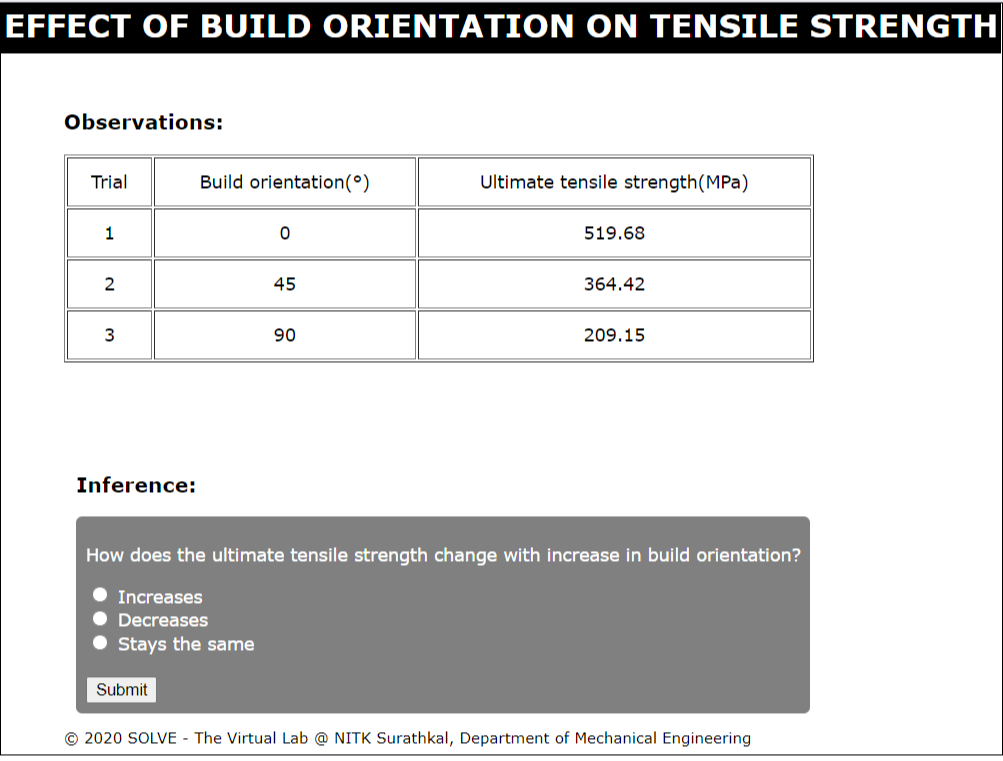 EFFECT OF BUILD ORIENTATION ON TENSILE STRENGTH
Observations:
Trial Build orientation(°) Ultimate tensile strength(MPa)
1 0 519.68
2 45 364.42
3 90 209.15
Inference:
How does the ultimate tensile strength change with increase in build orientation?
Increases
Decreases
Stays the same
Submit
© 2020 SOLVE - The Virtual Lab @ NITK Surathkal, Department of Mechanical Engineering